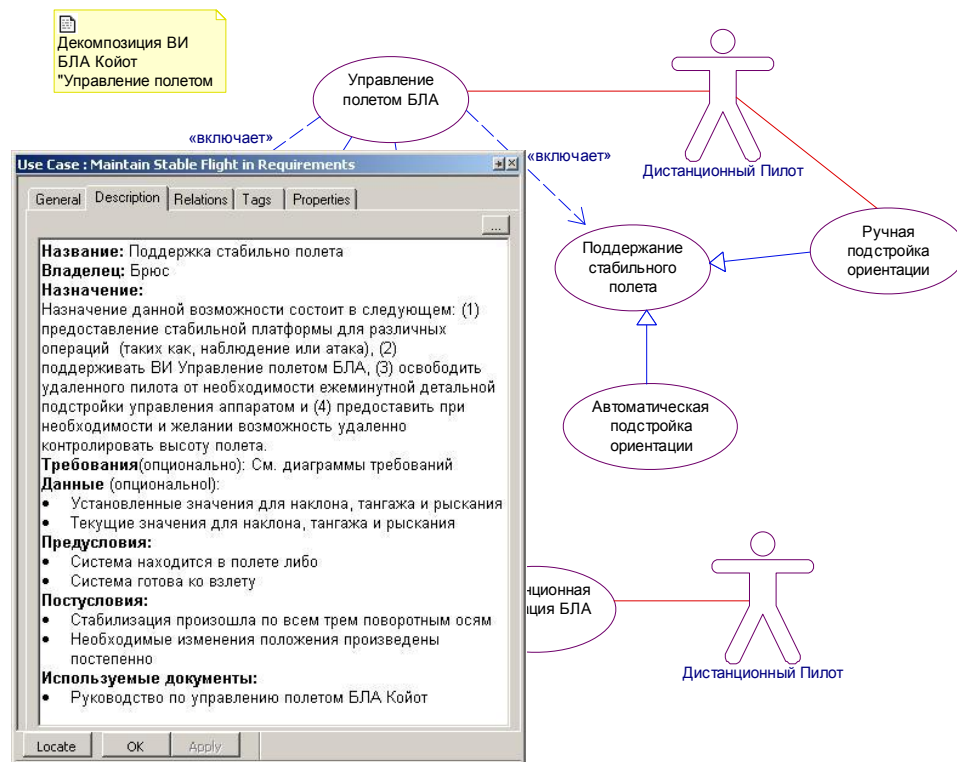 Декомпозиция ВИ
БЛА Койот
"Управление полетом
Управление
полетом БЛА
«включает»
«включает»
Дистанционный Пилот
Поддержание
стабильного
полета
Ручная
подстройка
ориентации
Автоматическая
подстройка
ориентации
Use Case : Maintain Stable Flight in Requirements
General Description Relations Tags Properties
...
Название: Поддержка стабильно полета
Владелец: Брюс
Назначение:
Назначение данной возможности состоит в следующем: (1)
предоставление стабильной платформы для различных
операций (таких как, наблюдение или атака), (2)
поддерживать ВИ Управление полетом БЛА, (3) освободить
удаленного пилота от необходимости ежеминутной детальной
подстройки управления аппаратом и (4) предоставить при
необходимости и желании возможность удаленно
контролировать высоту полета.
Требования(опционально): См. диаграммы требований
Данные (опциональноl):
• Установленные значения для наклона, тангажа и рыскания
• Текущие значения для наклона, тангажа и рыскания
Предусловия:
• Система находится в полете либо
• Система готова ко взлету
Постусловия:
• Стабилизация произошла по всем трем поворотным осям
• Необходимые изменения положения произведены
постепенно
Используемые документы:
• Руководство по управлению полетом БЛА Койот
Locate OK Apply
нционная
ция БЛА
Дистанционный Пилот